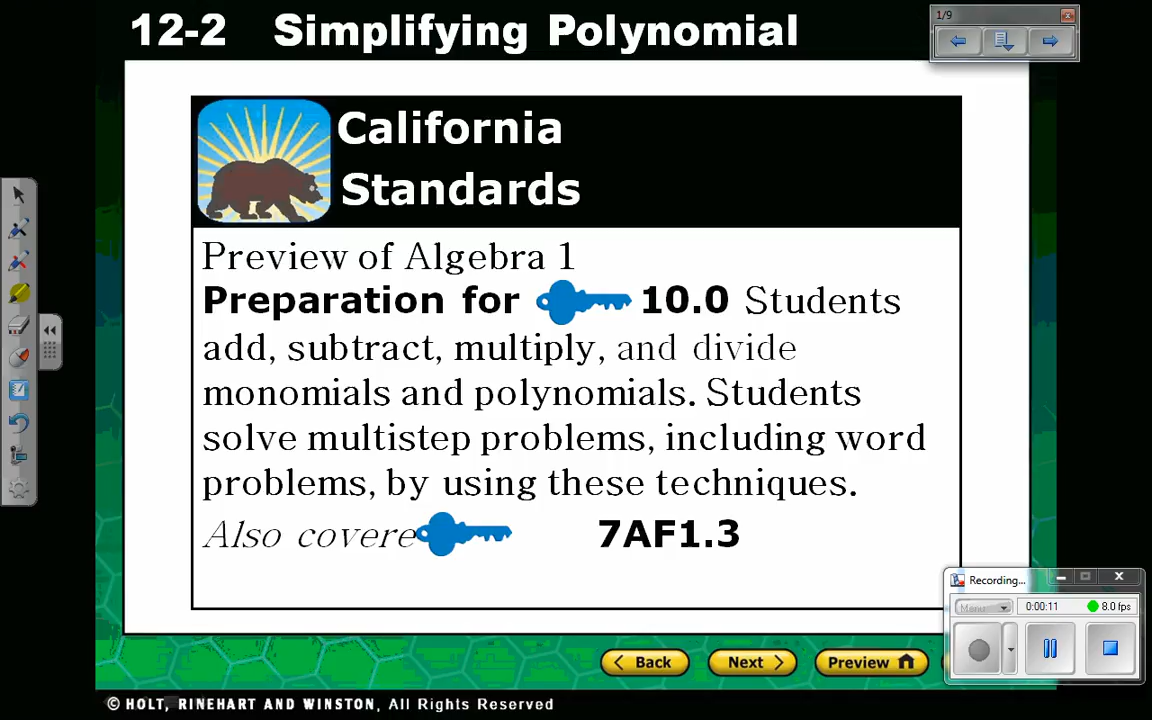 12-2 Simplifying Polynomial
1/9
California
Standards
Preview of Algebra 1
Preparation for 10.0 Students
add, subtract, multiply, and divide
monomials and polynomials. Students
solve multistep problems, including word
problems, by using these techniques.
Also covere 7AF1.3
Recording...
Menu
0:00:11
8.0 fps
Back
Next
Preview
© HOLT, RINEHART AND WINSTON, All Rights Reserved